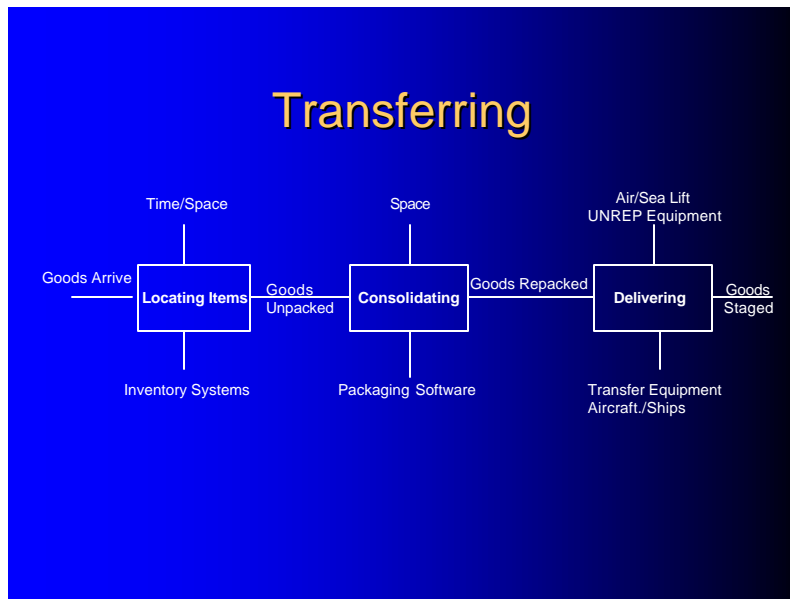 Transferring
Time/Space
Space
Air/Sea Lift
UNREP Equipment
Goods Arrive
Locating Items
Goods
Unpacked
Consolidating
Goods Repacked
Delivering
Goods
Staged
Inventory Systems
Packaging Software
Transfer Equipment
Aircraft./Ships